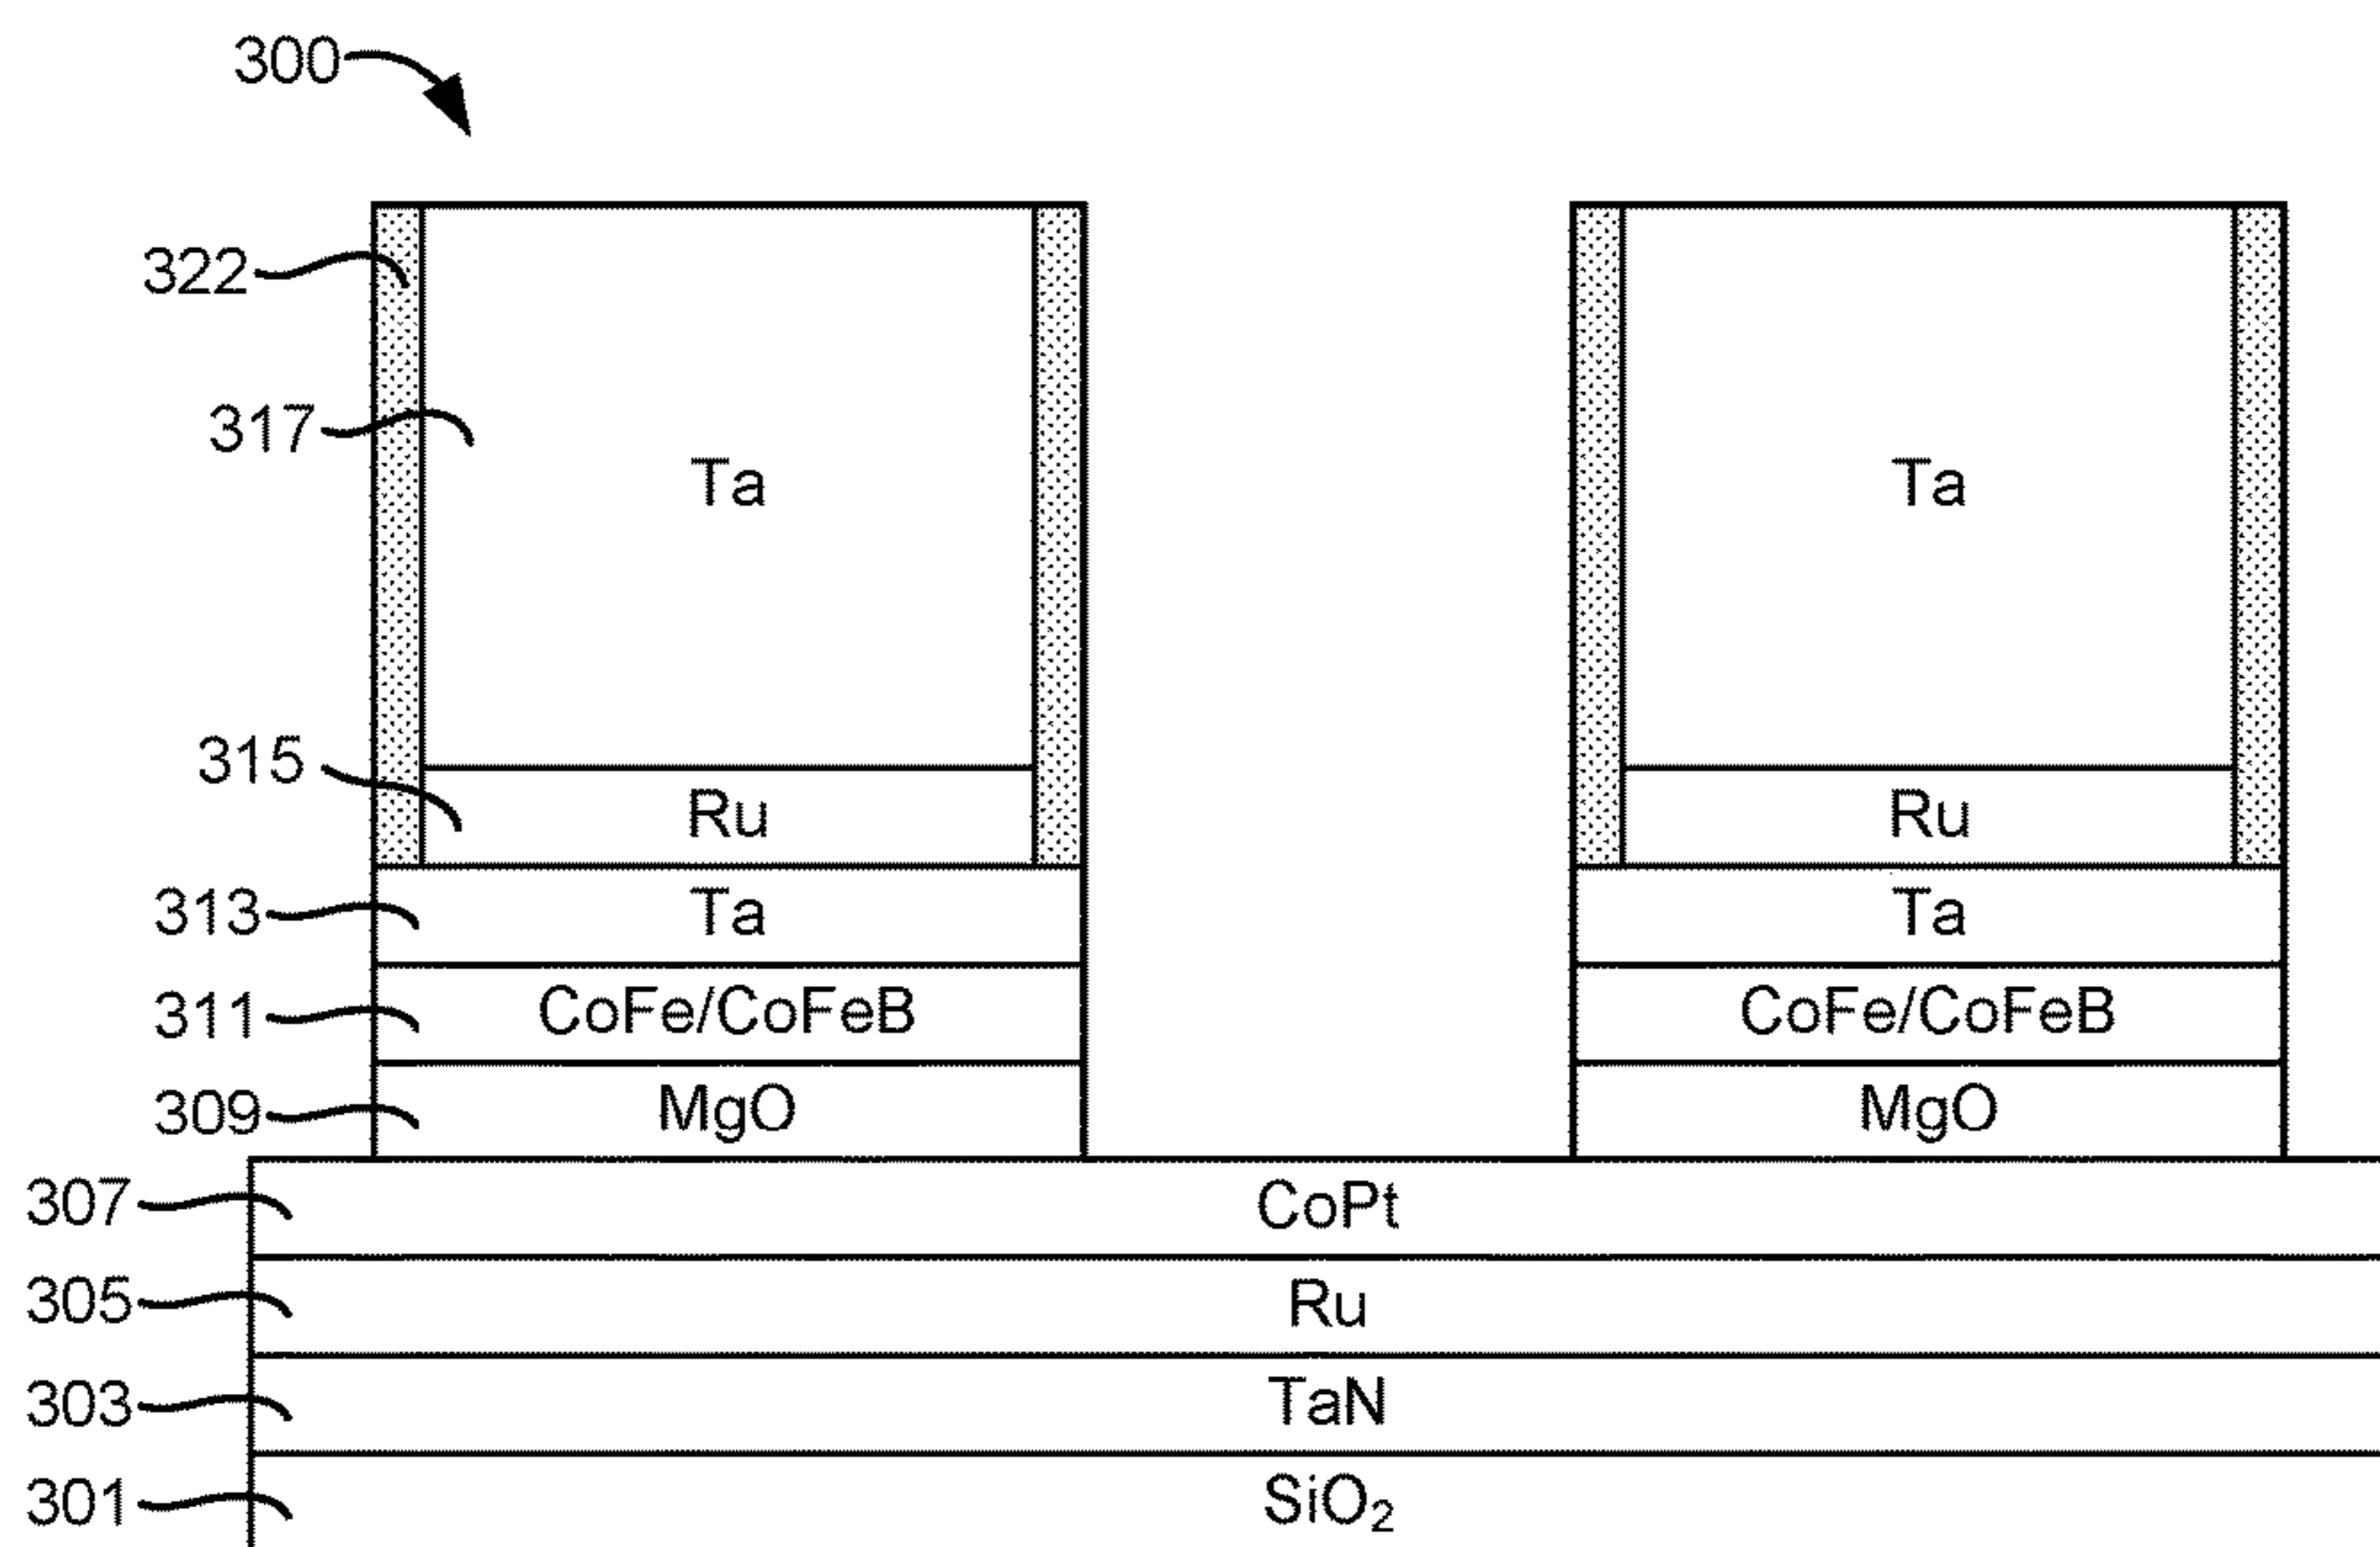 300
322
317 Ta Ta
315 Ru Ru
313 Ta Ta
311 CoFe/CoFeB CoFe/CoFeB
309 MgO MgO
307 CoPt
305 Ru
303 TaN
301 SiO₂